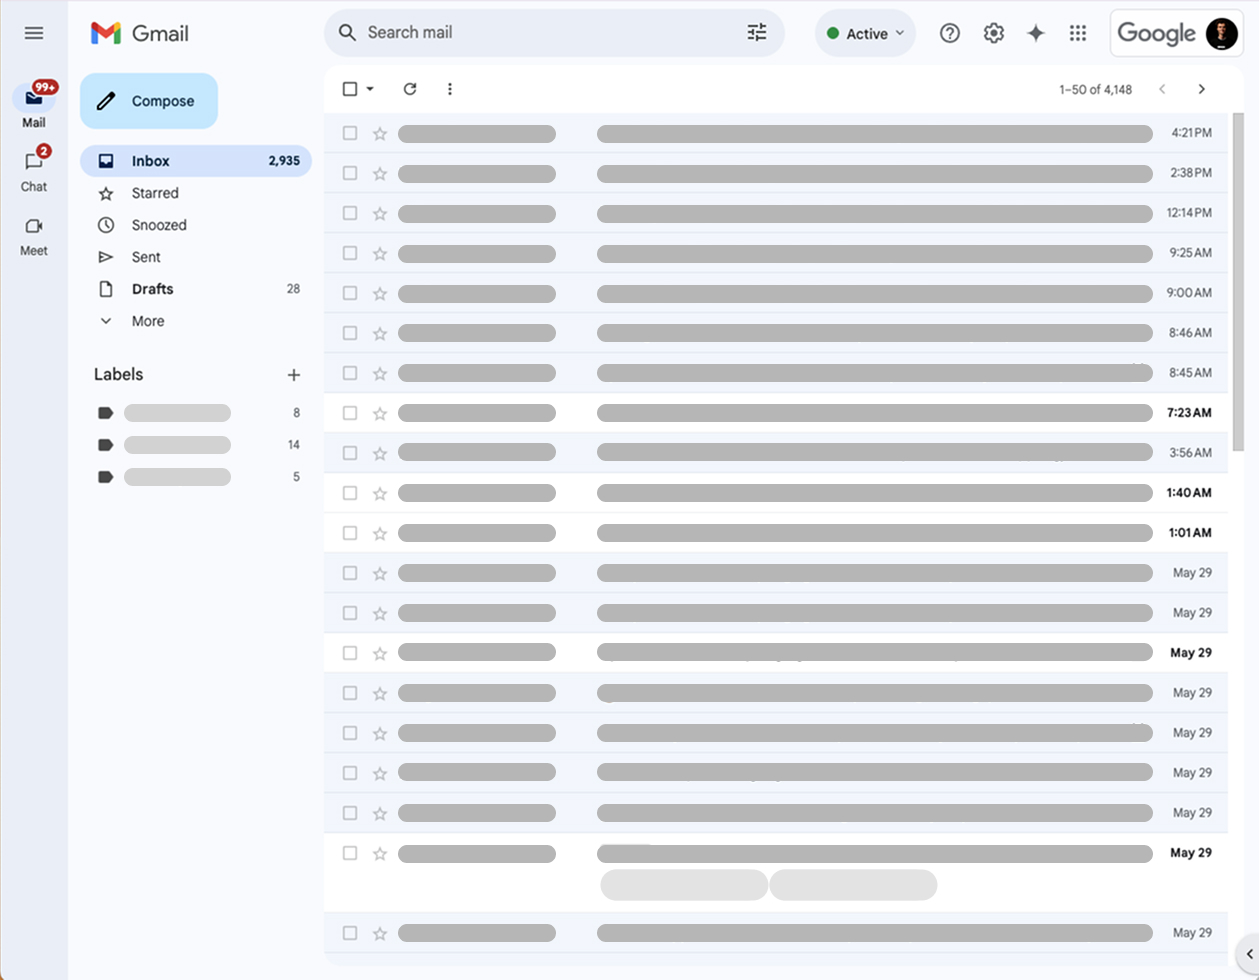 Gmail
Search mail
Active
Google
99+
Mail
2
Chat
Meet
Compose
Inbox 2,935
Starred
Snoozed
Sent
Drafts 28
More
Labels
8
14
5
1–50 of 4,148
4:21 PM
2:38 PM
12:14 PM
9:25 AM
9:00 AM
8:46 AM
8:45 AM
7:23 AM
3:56 AM
1:40 AM
1:01 AM
May 29
May 29
May 29
May 29
May 29
May 29
May 29
May 29
May 29